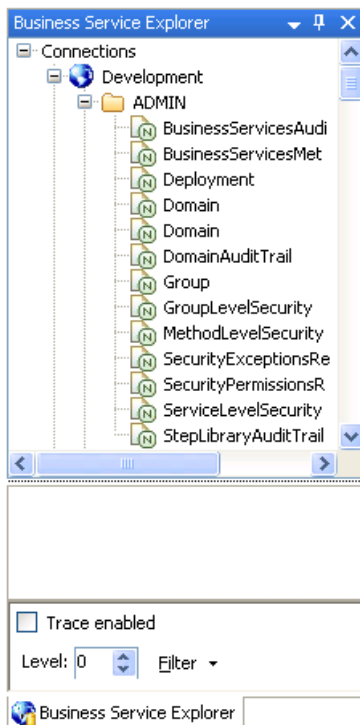 Business Service Explorer
Connections
Development
ADMIN
BusinessServicesAudi
BusinessServicesMet
Deployment
Domain
Domain
DomainAuditTrail
Group
GroupLevelSecurity
MethodLevelSecurity
SecurityExceptionsRe
SecurityPermissionsR
ServiceLevelSecurity
StepLibraryAuditTrail
Trace enabled
Level: 0 Filter
Business Service Explorer